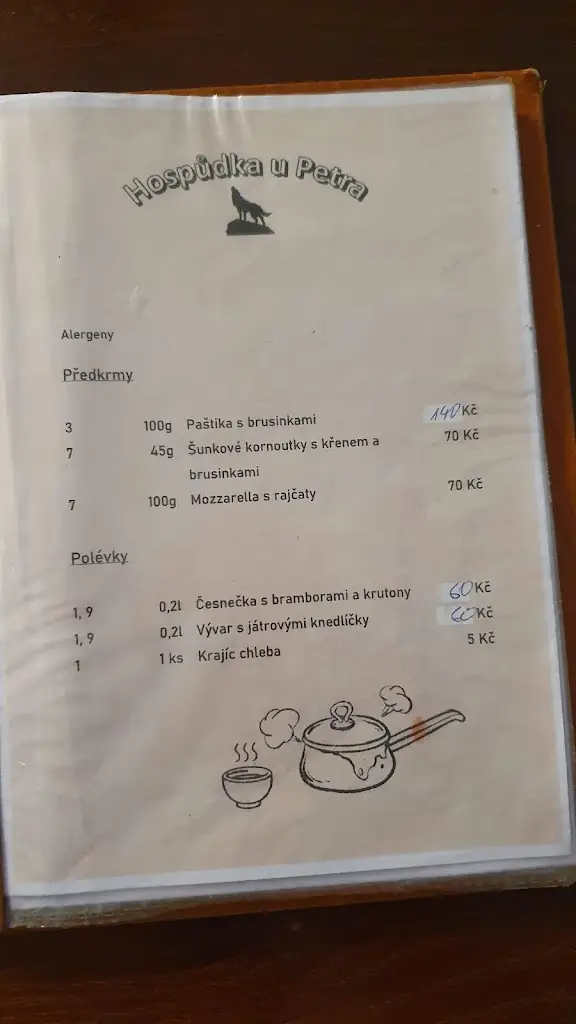 Hospůdka u Petra
Alergeny
Předkrmy
3 100g Paštika s brusinkami 140 Kč
7 45g Šunkové kornoutky s křenem a 70 Kč
brusinkami
7 100g Mozzarella s rajčaty 70 Kč
Polévky
1, 9 0,2l Česnečka s bramborami a krutony 60 Kč
1, 9 0,2l Vývar s játrovými knedlíčky 60 Kč
1 1 ks Krajíc chleba 5 Kč